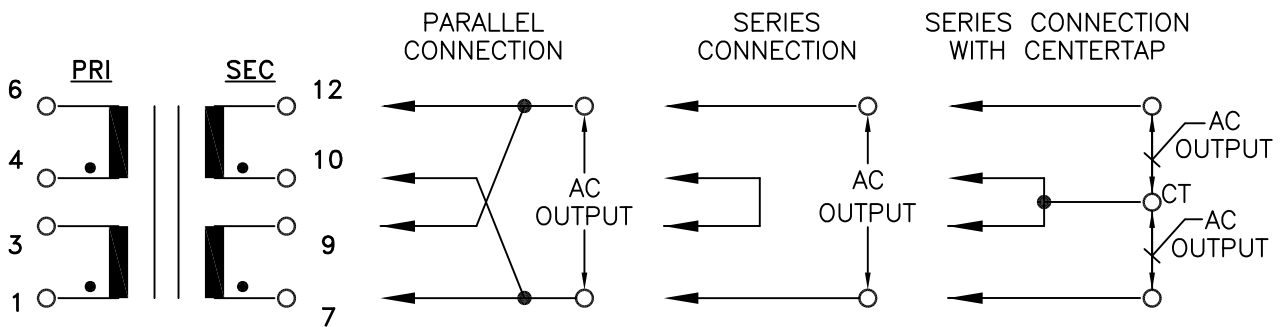 PRI
SEC
6
4
3
1
12
10
9
7
PARALLEL
CONNECTION
AC
OUTPUT
SERIES
CONNECTION
AC
OUTPUT
SERIES CONNECTION
WITH CENTERTAP
AC
OUTPUT
CT
AC
OUTPUT